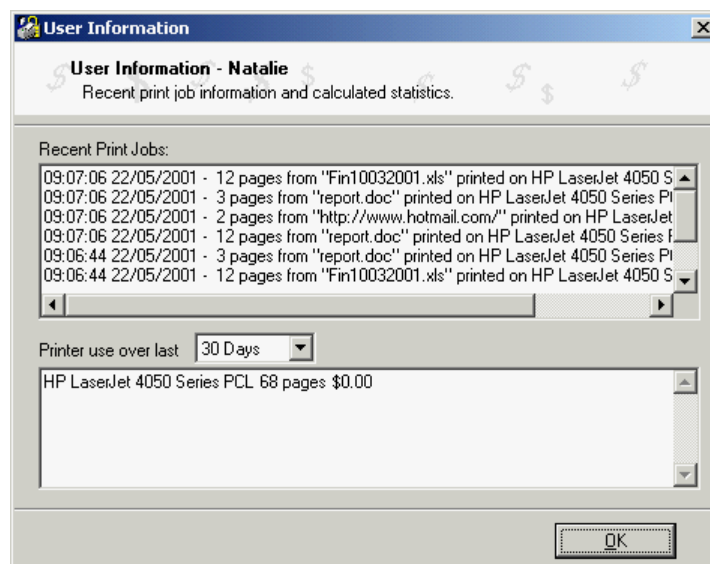 User Information
User Information - Natalie
Recent print job information and calculated statistics.
Recent Print Jobs:
09:07:06 22/05/2001 - 12 pages from "Fin10032001.xls" printed on HP LaserJet 4050 S
09:07:06 22/05/2001 - 3 pages from "report.doc" printed on HP LaserJet 4050 Series P
09:07:06 22/05/2001 - 2 pages from "http://www.hotmail.com/" printed on HP LaserJet
09:07:06 22/05/2001 - 12 pages from "report.doc" printed on HP LaserJet 4050 Series
09:06:44 22/05/2001 - 3 pages from "report.doc" printed on HP LaserJet 4050 Series P
09:06:44 22/05/2001 - 12 pages from "Fin10032001.xls" printed on HP LaserJet 4050 S
Printer use over last 30 Days
HP LaserJet 4050 Series PCL 68 pages $0.00
OK